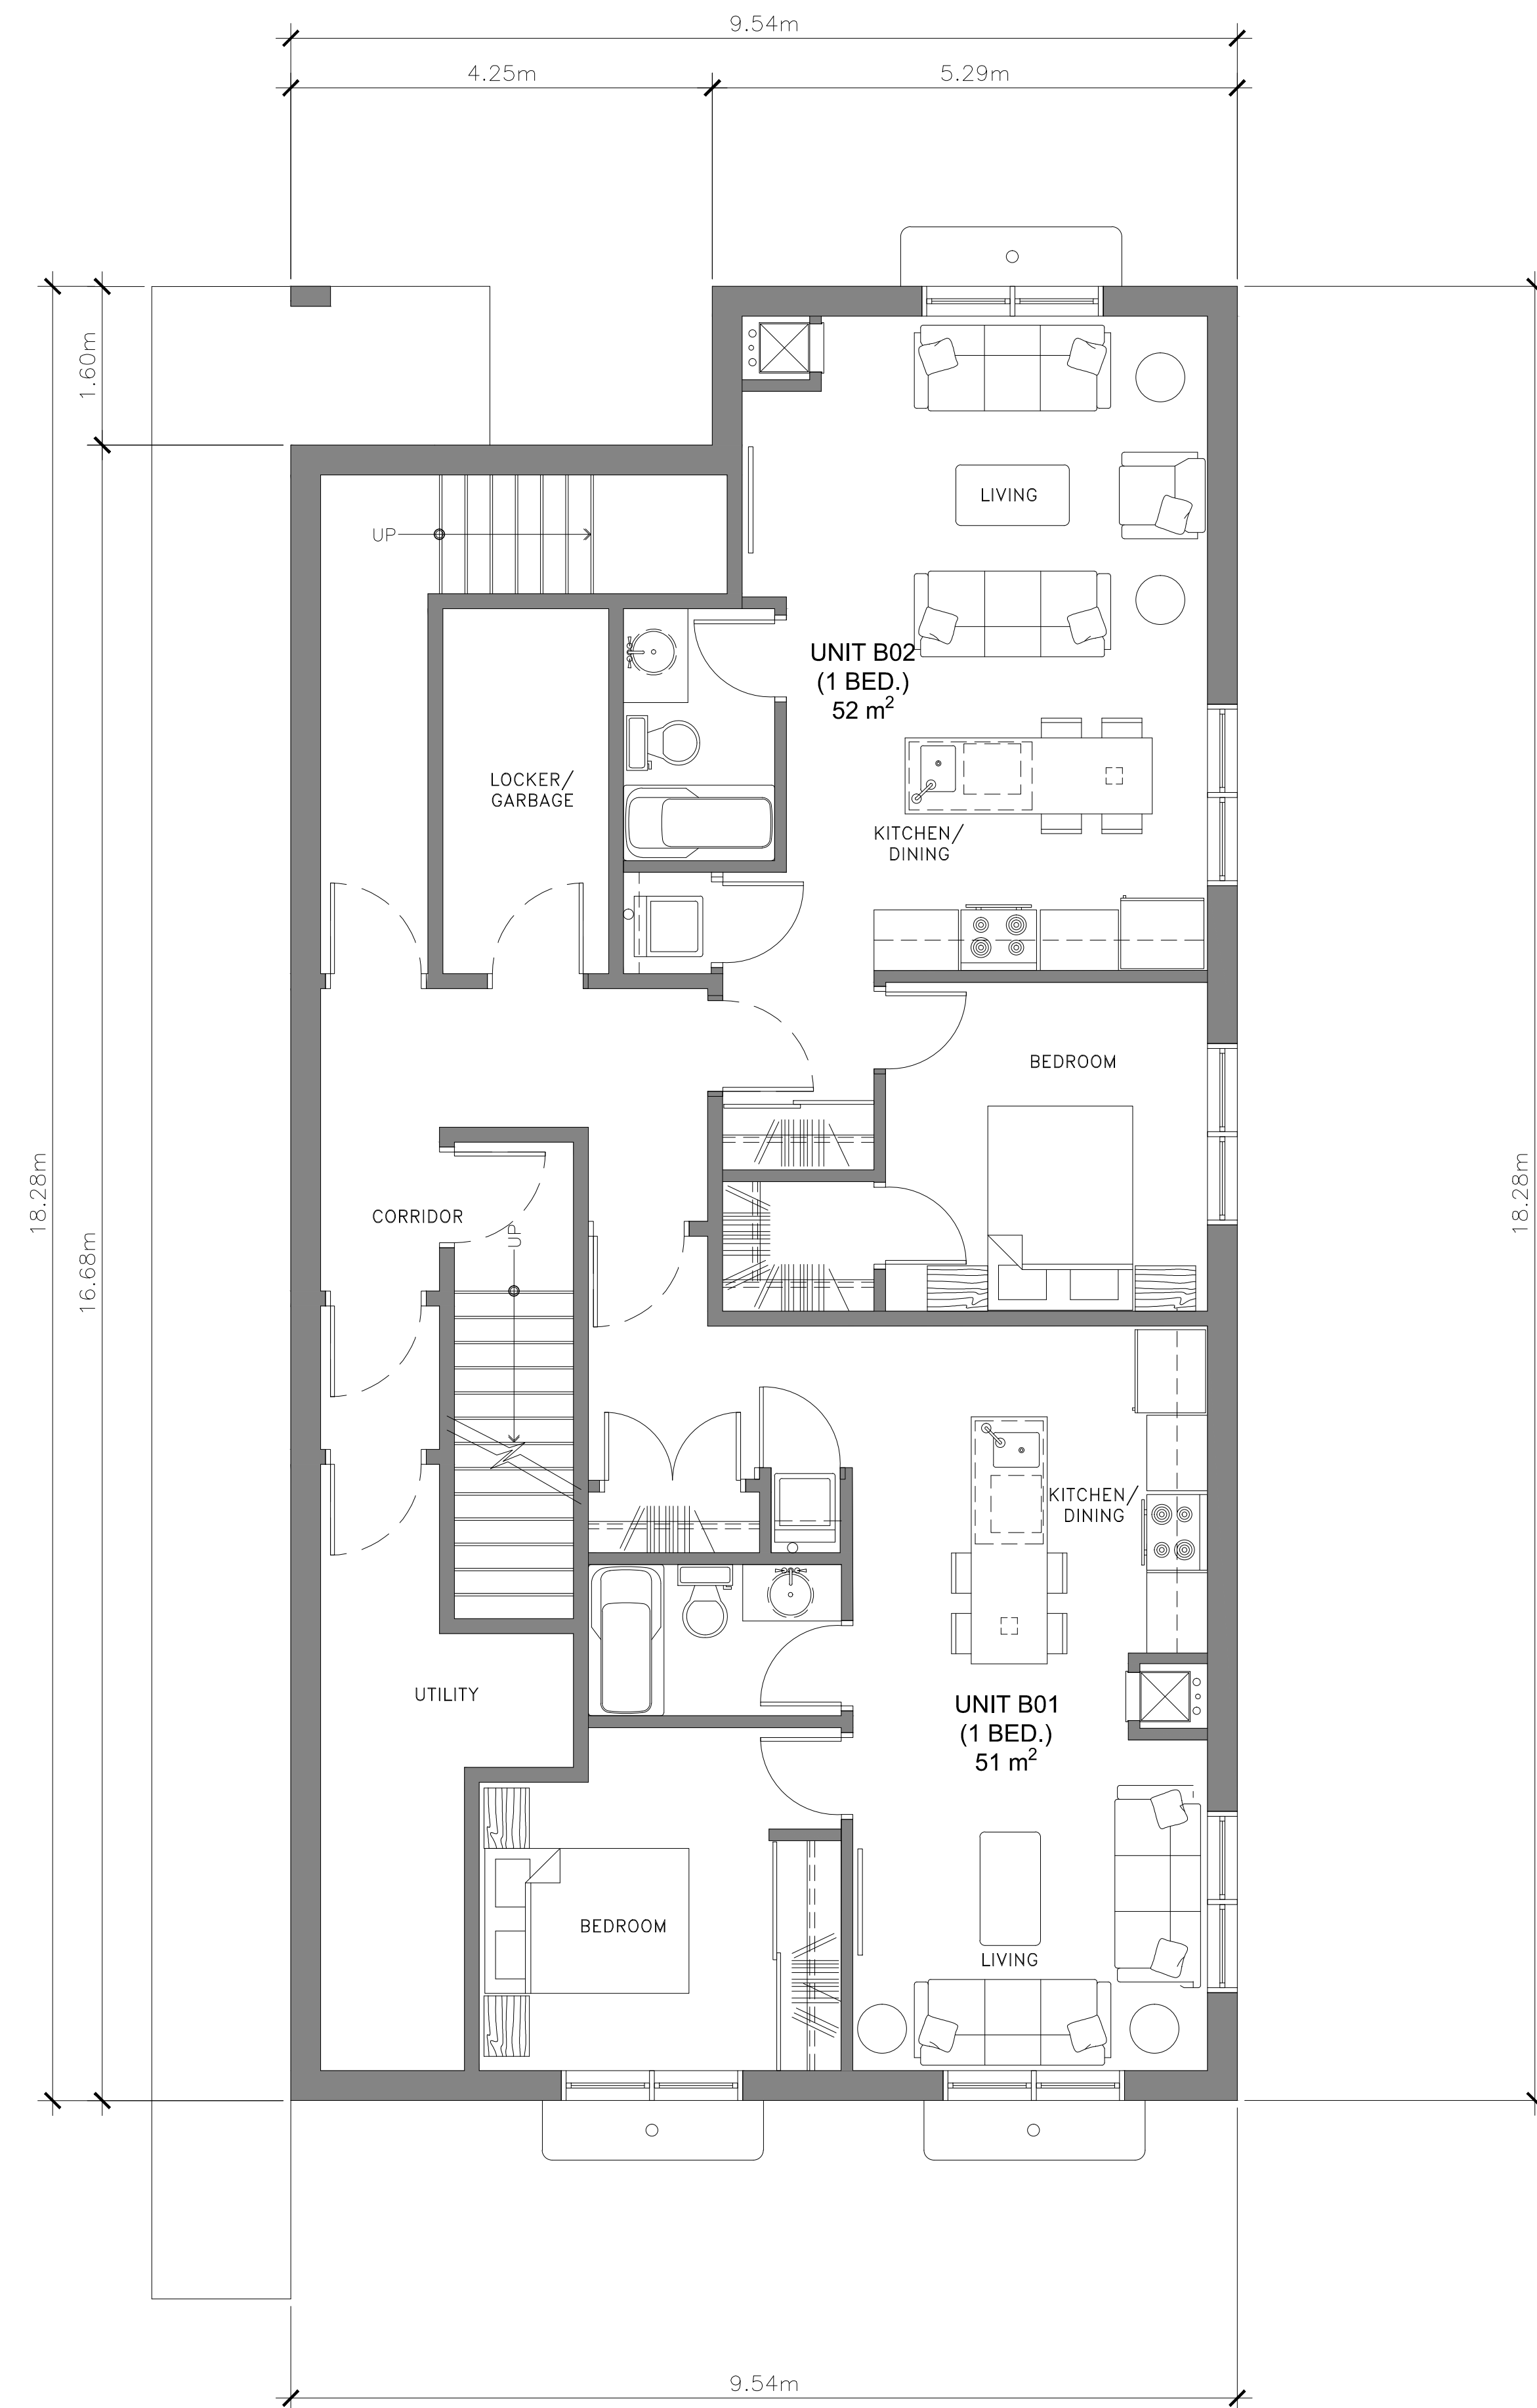 9.54m
4.25m
5.29m
1.60m
LIVING
UP
UNIT B02
(1 BED.)
52 m²
LOCKER/
GARBAGE
KITCHEN/
DINING
BEDROOM
18.28m
18.28m
CORRIDOR
UP
16.68m
KITCHEN/
DINING
UTILITY
UNIT B01
(1 BED.)
51 m²
BEDROOM
LIVING
9.54m